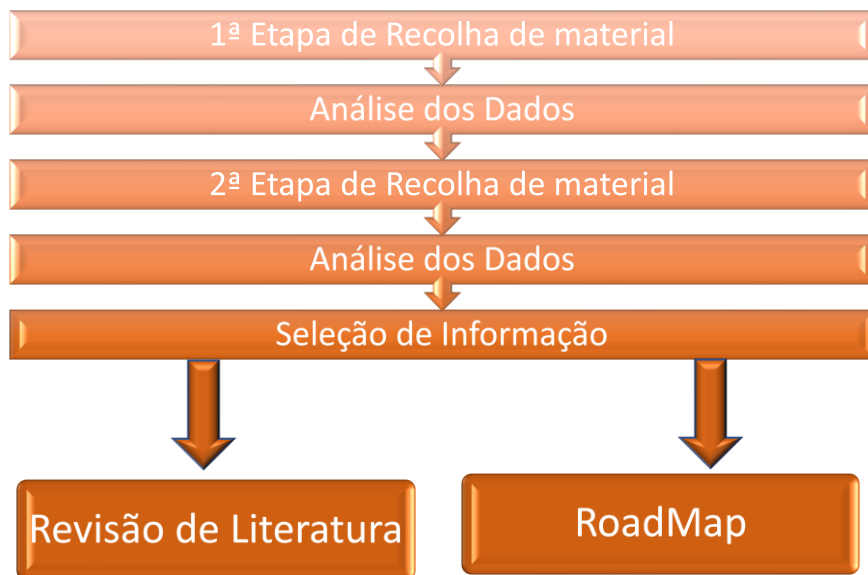 1ª Etapa de Recolha de material
Análise dos Dados
2ª Etapa de Recolha de material
Análise dos Dados
Seleção de Informação
Revisão de Literatura
RoadMap